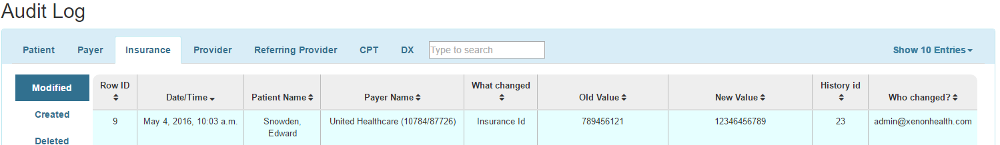 Audit Log
Patient Payer Insurance Provider Referring Provider CPT DX Type to search Show 10 Entries
Modified
Created
Deleted
Row ID Date/Time Patient Name Payer Name What changed Old Value New Value History id Who changed?
9 May 4, 2016, 10:03 a.m. Snowden, Edward United Healthcare (10784/87726) Insurance Id 789456121 12346456789 23 admin@xenonhealth.com